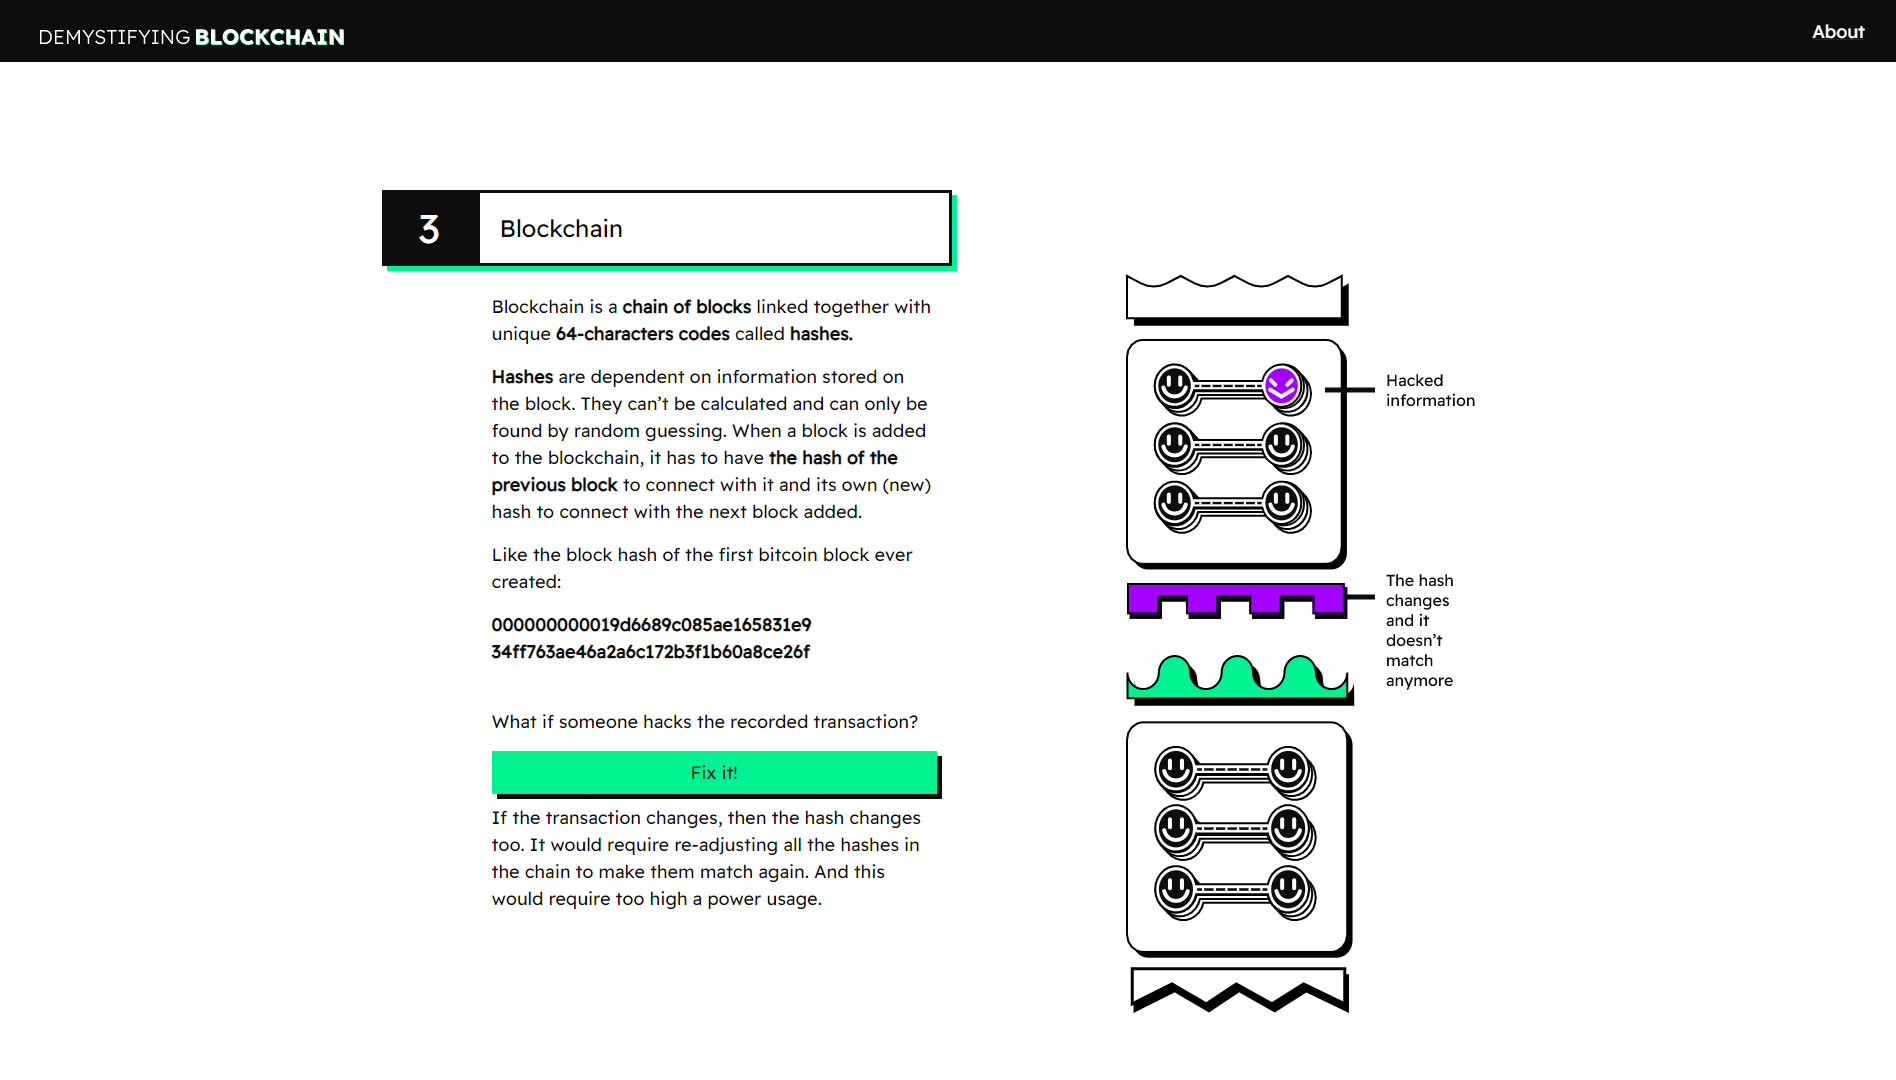 DEMYSTIFYING BLOCKCHAIN
About
3
Blockchain
Blockchain is a chain of blocks linked together with
unique 64-characters codes called hashes.
Hashes are dependent on information stored on
the block. They can’t be calculated and can only be
found by random guessing. When a block is added
to the blockchain, it has to have the hash of the
previous block to connect with it and its own (new)
hash to connect with the next block added.
Like the block hash of the first bitcoin block ever
created:
000000000019d6689c085ae165831e9
34ff763ae46a2a6c172b3f1b60a8ce26f
What if someone hacks the recorded transaction?
Fix it!
If the transaction changes, then the hash changes
too. It would require re-adjusting all the hashes in
the chain to make them match again. And this
would require too high a power usage.
Hacked
information
The hash
changes
and it
doesn’t
match
anymore